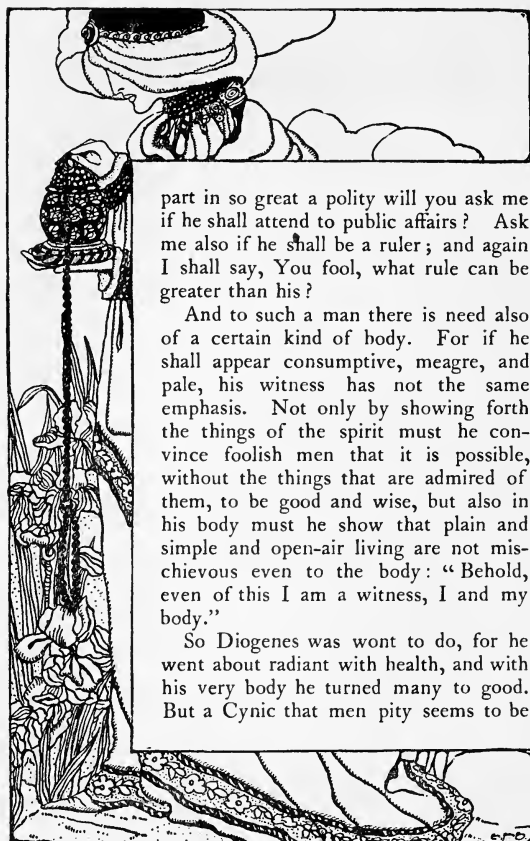 part in so great a polity will you ask me
if he shall attend to public affairs? Ask
me also if he shall be a ruler; and again
I shall say, You fool, what rule can be
greater than his?
And to such a man there is need also
of a certain kind of body. For if he
shall appear consumptive, meagre, and
pale, his witness has not the same
emphasis. Not only by showing forth
the things of the spirit must he con-
vince foolish men that it is possible,
without the things that are admired of
them, to be good and wise, but also in
his body must he show that plain and
simple and open-air living are not mis-
chievous even to the body: “Behold,
even of this I am a witness, I and my
body.”
So Diogenes was wont to do, for he
went about radiant with health, and with
his very body he turned many to good.
But a Cynic that men pity seems to be